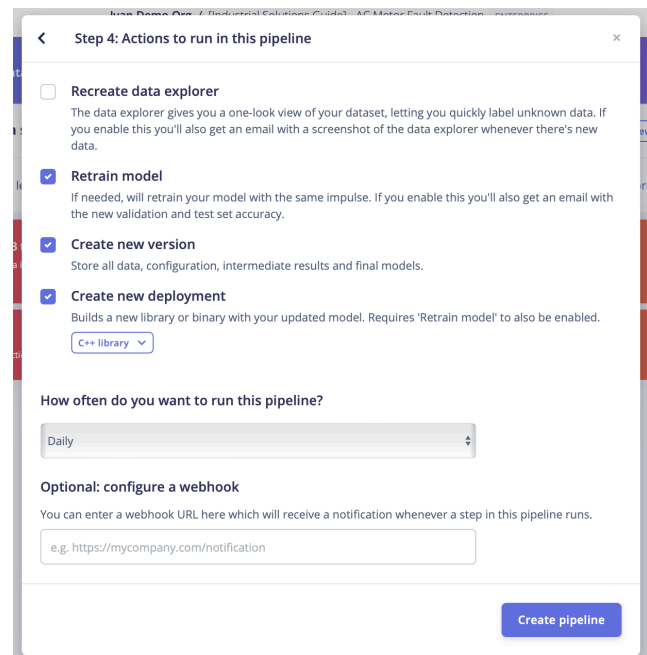 Step 4: Actions to run in this pipeline
×
Recreate data explorer
The data explorer gives you a one-look view of your dataset, letting you quickly label unknown data. If
you enable this you'll also get an email with a screenshot of the data explorer whenever there's new
data.
Retrain model
If needed, will retrain your model with the same impulse. If you enable this you'll also get an email with
the new validation and test set accuracy.
Create new version
Store all data, configuration, intermediate results and final models.
Create new deployment
Builds a new library or binary with your updated model. Requires 'Retrain model' to also be enabled.
C++ library
How often do you want to run this pipeline?
Daily
Optional: configure a webhook
You can enter a webhook URL here which will receive a notification whenever a step in this pipeline runs.
e.g. https://mycompany.com/notification
Create pipeline